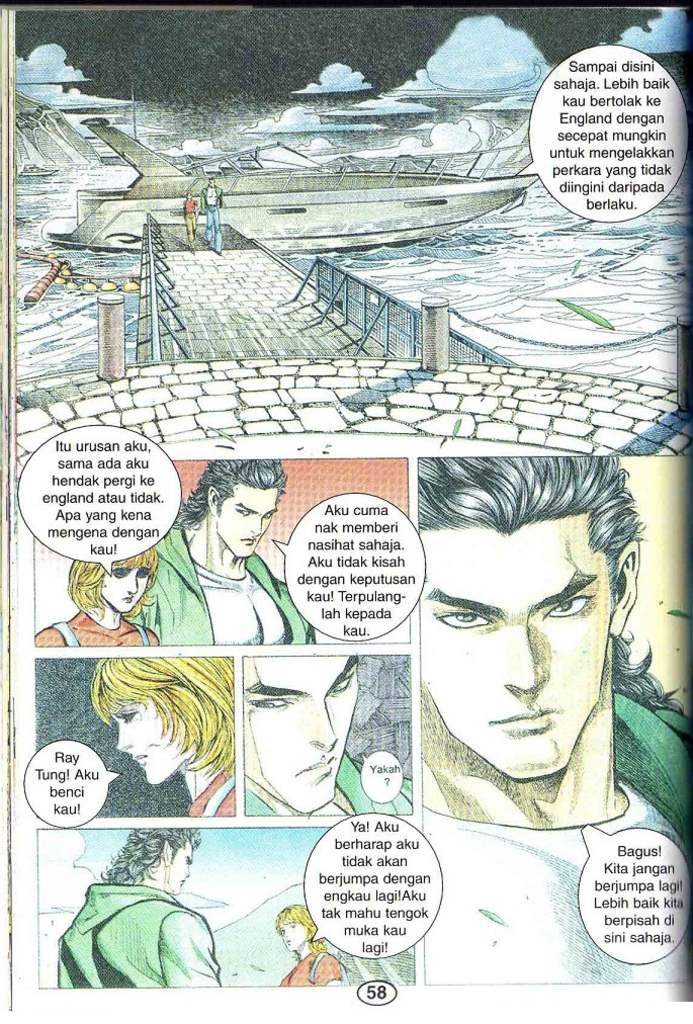 Sampai disini
sahaja. Lebih baik
kau bertolak ke
England dengan
secepat mungkin
untuk mengelakkan
perkara yang tidak
diingini daripada
berlaku.
Itu urusan aku,
sama ada aku
hendak pergi ke
england atau tidak.
Apa yang kena
mengena dengan
kau!
Aku cuma
nak memberi
nasihat sahaja.
Aku tidak kisah
dengan keputusan
kau! Terpulang-
lah kepada
kau.
Ray
Tung! Aku
benci
kau!
Yakah
?
Ya! Aku
berharap aku
tidak akan
berjumpa dengan
engkau lagi!Aku
tak mahu tengok
muka kau
lagi!
Bagus!
Kita jangan
berjumpa lagi!
Lebih baik kita
berpisah di
sini sahaja.
58